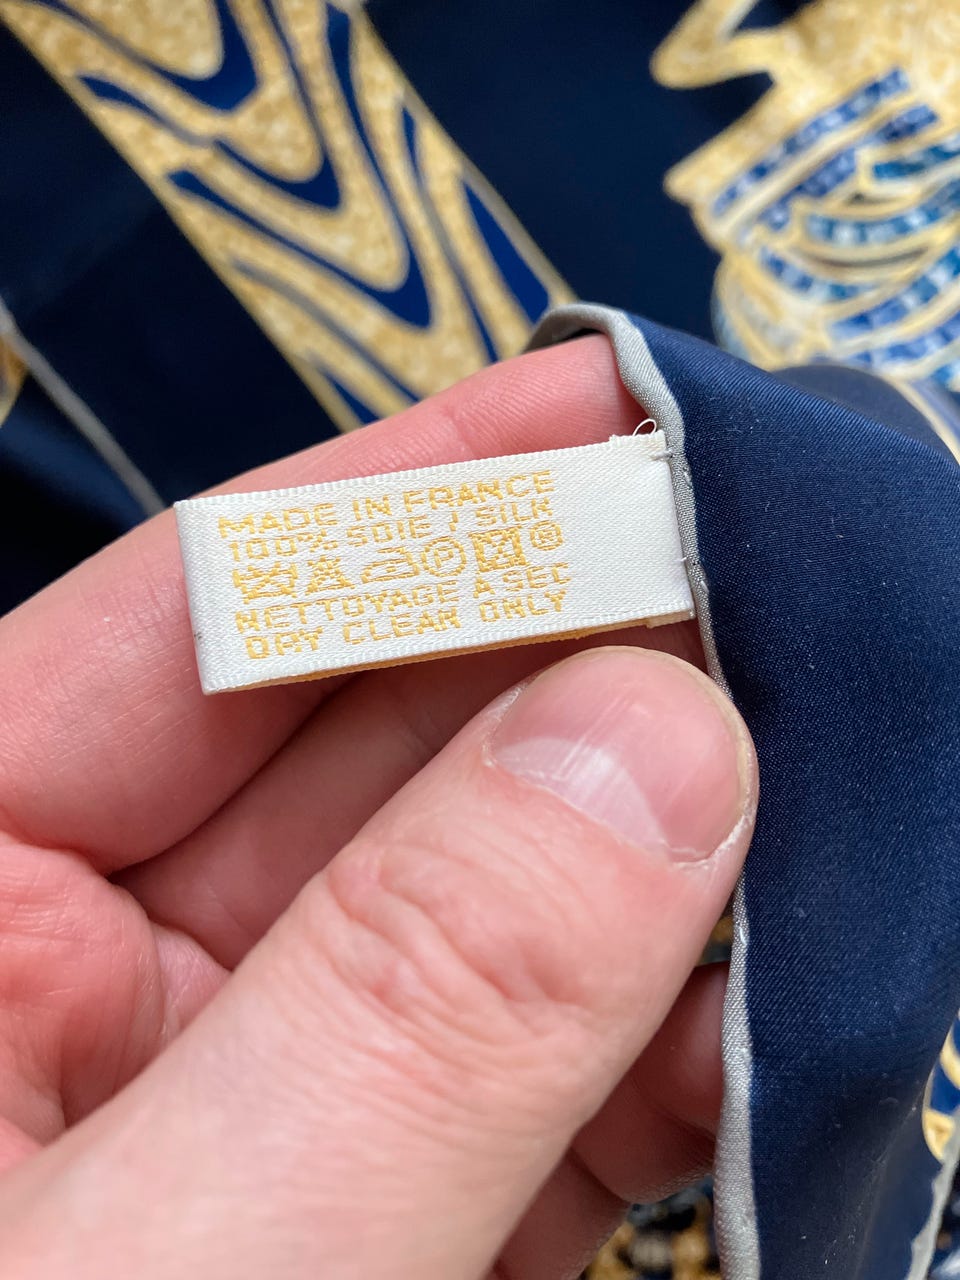 MADE IN FRANCE
100% SOIE / SILK
P
NETTOYAGE A SEC
DRY CLEAN ONLY